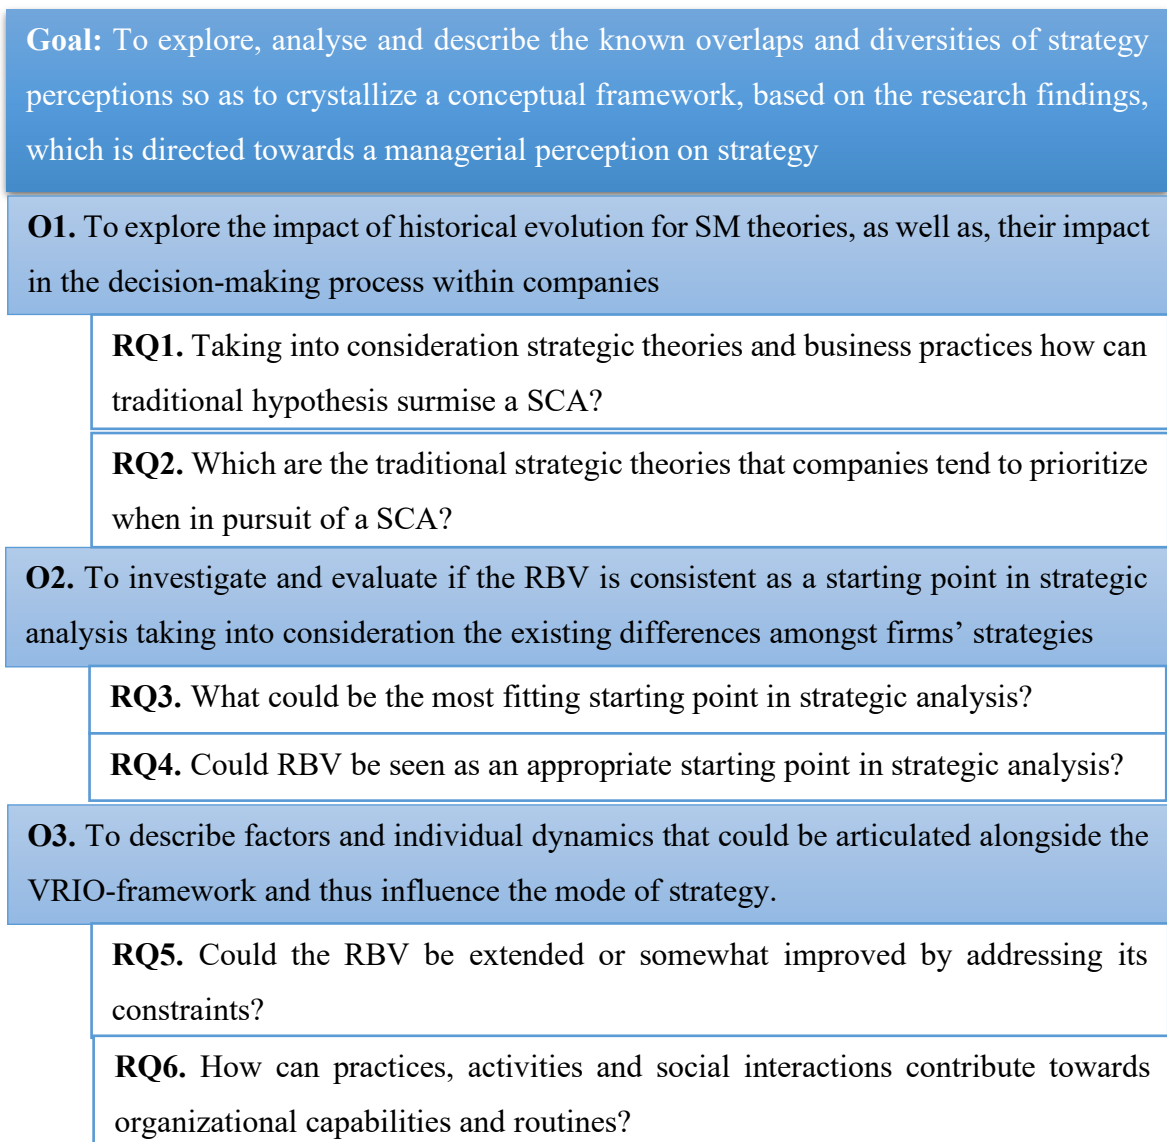 Goal: To explore, analyse and describe the known overlaps and diversities of strategy
perceptions so as to crystallize a conceptual framework, based on the research findings,
which is directed towards a managerial perception on strategy
O1. To explore the impact of historical evolution for SM theories, as well as, their impact
in the decision-making process within companies
RQ1. Taking into consideration strategic theories and business practices how can
traditional hypothesis surmise a SCA?
RQ2. Which are the traditional strategic theories that companies tend to prioritize
when in pursuit of a SCA?
O2. To investigate and evaluate if the RBV is consistent as a starting point in strategic
analysis taking into consideration the existing differences amongst firms’ strategies
RQ3. What could be the most fitting starting point in strategic analysis?
RQ4. Could RBV be seen as an appropriate starting point in strategic analysis?
O3. To describe factors and individual dynamics that could be articulated alongside the
VRIO-framework and thus influence the mode of strategy.
RQ5. Could the RBV be extended or somewhat improved by addressing its
constraints?
RQ6. How can practices, activities and social interactions contribute towards
organizational capabilities and routines?